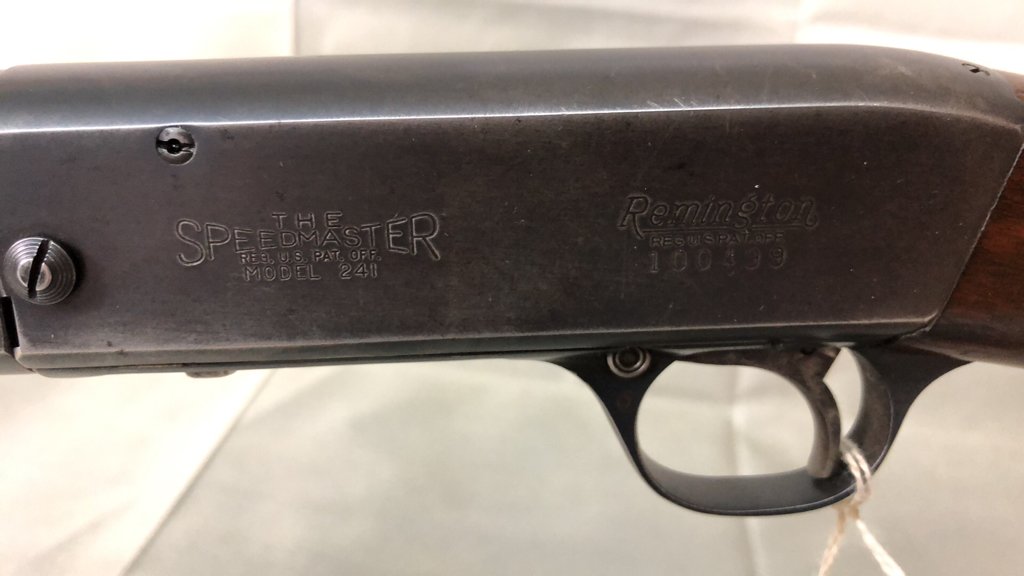 THE
SPEEDMASTER
REG. U.S. PAT. OFF.
MODEL 241
Remington
REG. U.S. PAT. OFF.